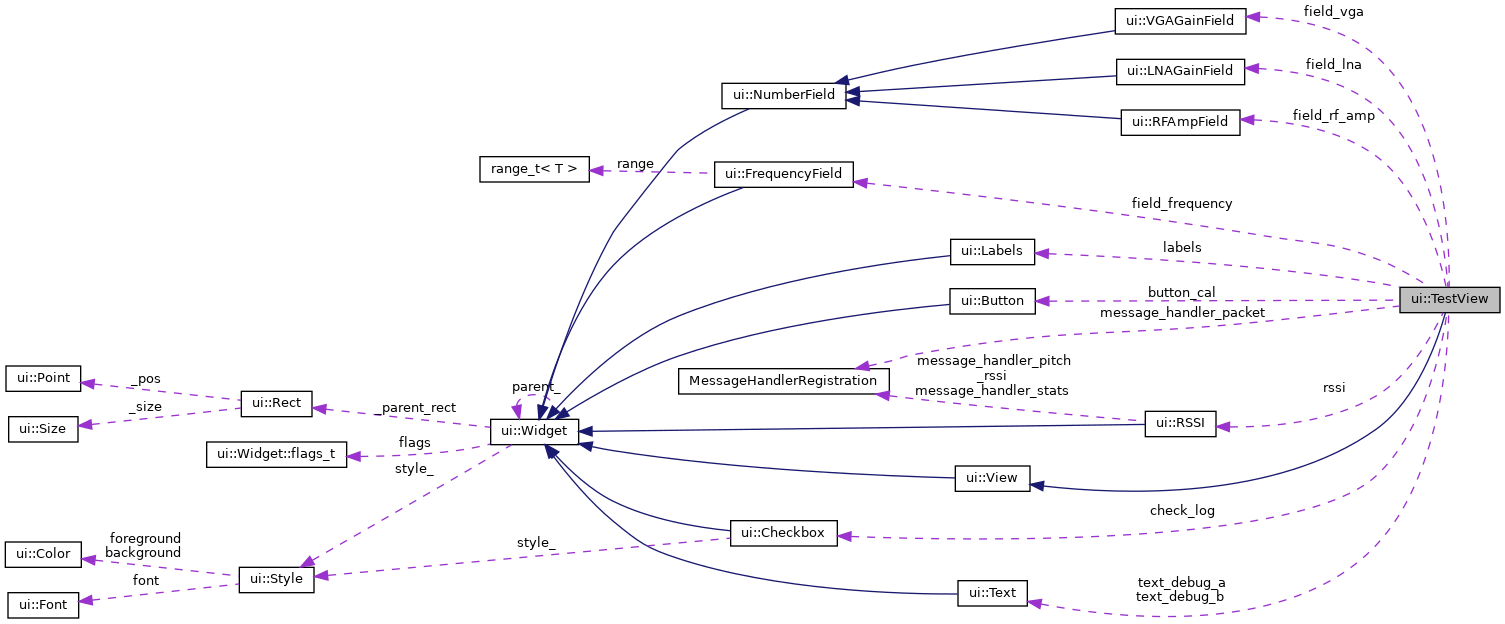 field_vga
ui::VGAGainField
field_lna
ui::LNAGainField
ui::NumberField
field_rf_amp
ui::RFAmpField
range
range_t< T >
ui::FrequencyField
field_frequency
labels
ui::Labels
button_cal
ui::Button
ui::TestView
message_handler_packet
message_handler_pitch
_rssi
message_handler_stats
MessageHandlerRegistration
rssi
ui::Point
_pos
parent_
ui::Rect
_size
_parent_rect
ui::Size
ui::Widget
ui::RSSI
flags
ui::Widget::flags_t
style_
ui::View
check_log
ui::Checkbox
foreground
background
ui::Color
style_
font
ui::Style
text_debug_a
text_debug_b
ui::Text
ui::Font